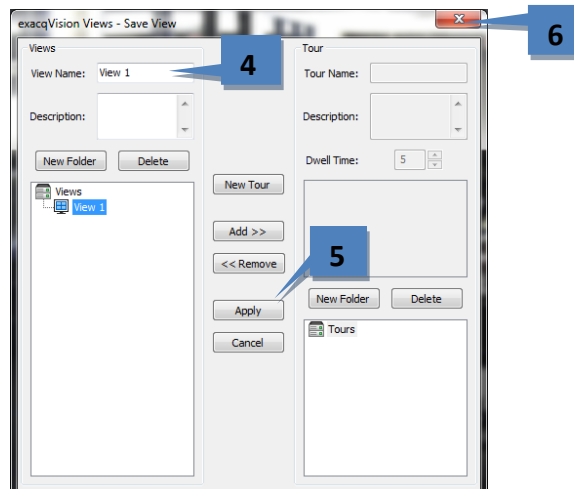 exacqVision Views - Save View
6
Views
View Name: View 1
4
Description:
New Folder Delete
Views
View 1
New Tour
Add >>
<< Remove
5
Apply
Cancel
Tour
Tour Name:
Description:
Dwell Time: 5
New Folder Delete
Tours